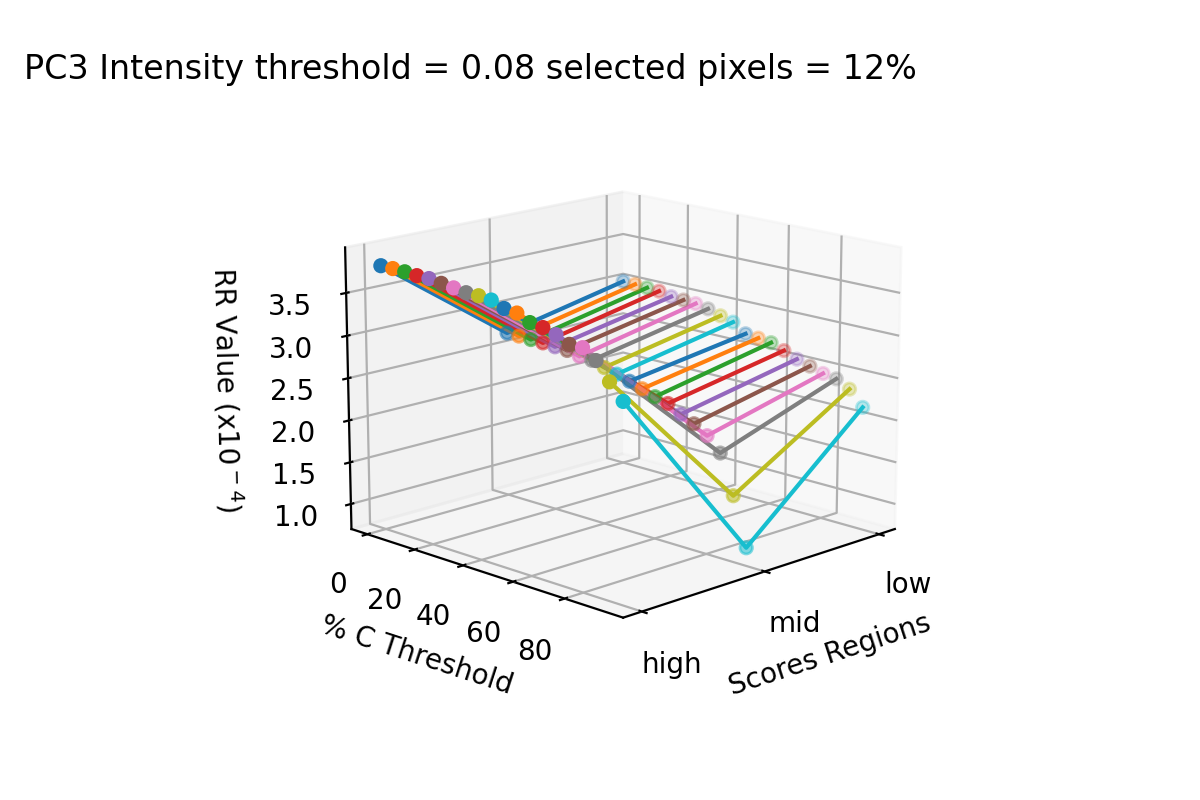 PC3 Intensity threshold = 0.08 selected pixels = 12%
RR Value (x10⁻⁴)
3.5
3.0
2.5
2.0
1.5
1.0
0
20
40
60
80
% C Threshold
low
mid
high
Scores Regions